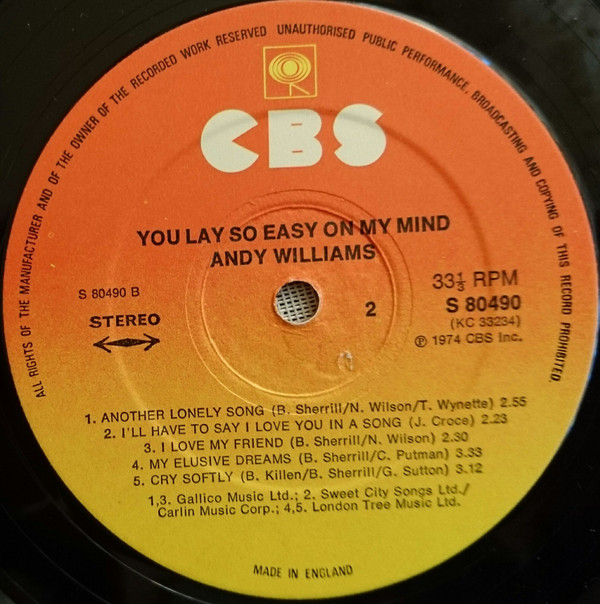 ALL RIGHTS OF THE MANUFACTURER AND OF THE OWNER OF THE RECORDED WORK RESERVED UNAUTHORISED PUBLIC PERFORMANCE, BROADCASTING AND COPYING OF THIS RECORD PROHIBITED.
CBS
YOU LAY SO EASY ON MY MIND
ANDY WILLIAMS
S 80490 B
STEREO
2
33⅓ RPM
S 80490
(KC 33234)
℗ 1974 CBS Inc.
1. ANOTHER LONELY SONG (B. Sherrill/N. Wilson/T. Wynette) 2.55
2. I'LL HAVE TO SAY I LOVE YOU IN A SONG (J. Croce) 2.23
3. I LOVE MY FRIEND (B. Sherrill/N. Wilson) 2.30
4. MY ELUSIVE DREAMS (B. Sherrill/C. Putman) 3.33
5. CRY SOFTLY (B. Killen/B. Sherrill/G. Sutton) 3.12
1,3. Gallico Music Ltd.; 2. Sweet City Songs Ltd./
Carlin Music Corp.; 4,5. London Tree Music Ltd.
MADE IN ENGLAND